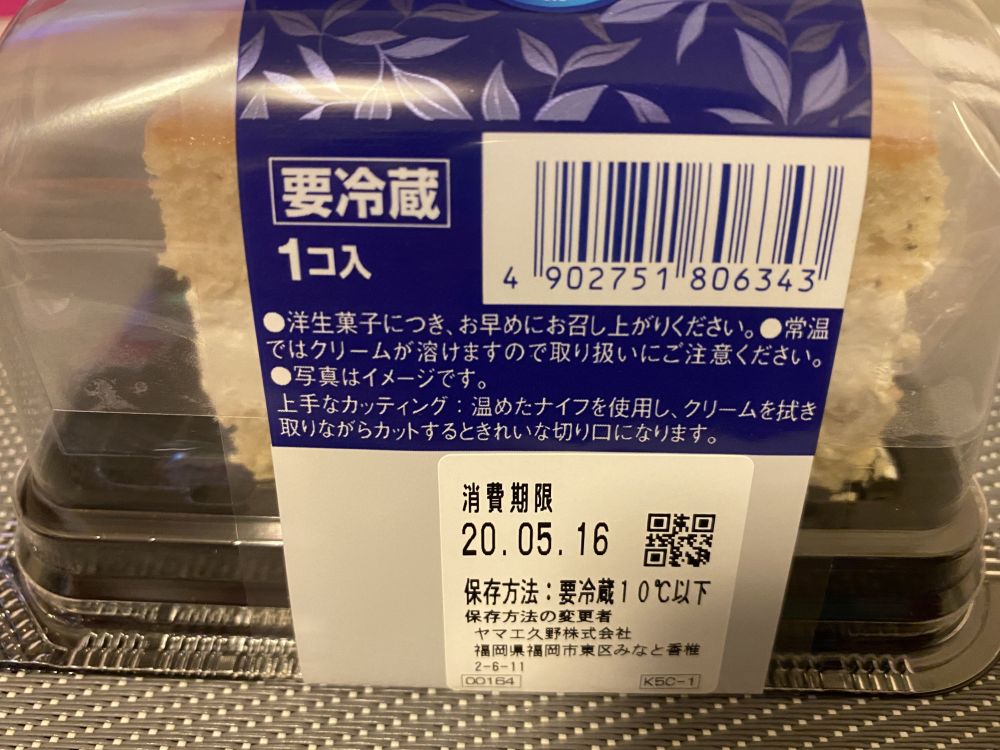 要冷蔵
1コ入
4 902751 806343
●洋生菓子につき、お早めにお召し上がりください。●常温
ではクリームが溶けますので取り扱いにご注意ください。
●写真はイメージです。
上手なカッティング：温めたナイフを使用し、クリームを拭き
取りながらカットするときれいな切り口になります。
消費期限
20.05.16
保存方法：要冷蔵10℃以下
保存方法の変更者
ヤマエ久野株式会社
福岡県福岡市東区みなと香椎
2-6-11
00164 K5C-1